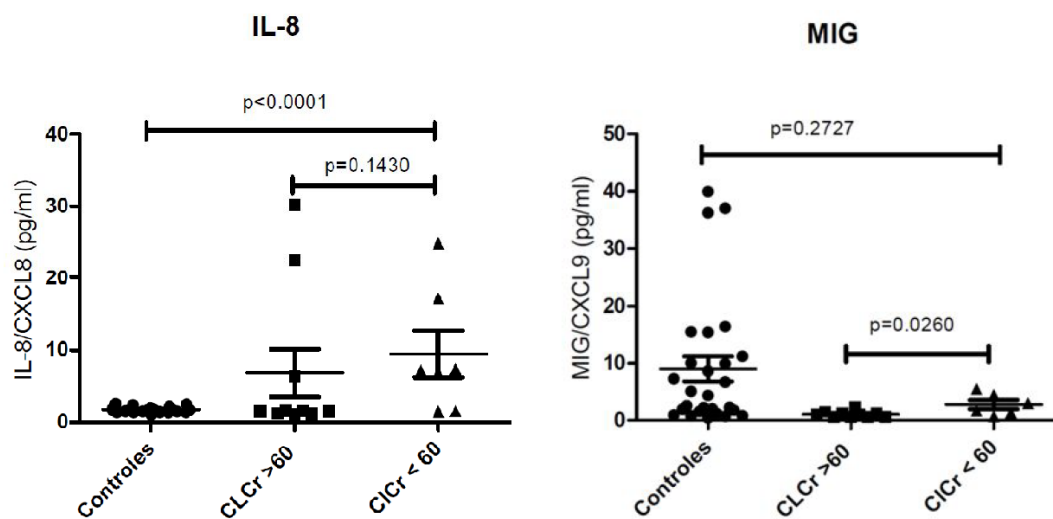 IL-8
p<0.0001
p=0.1430
IL-8/CXCL8 (pg/ml)
40
30
20
10
0
Controles
CLCr >60
ClCr < 60
MIG
p=0.2727
p=0.0260
MIG/CXCL9 (pg/ml)
50
40
30
20
10
0
Controles
CLCr >60
ClCr < 60